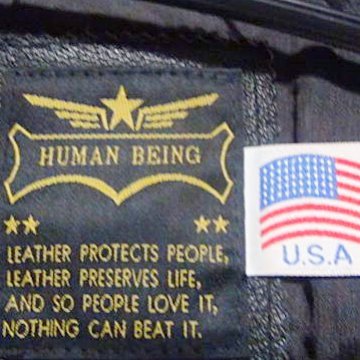 HUMAN BEING
LEATHER PROTECTS PEOPLE,
LEATHER PRESERVES LIFE,
AND SO PEOPLE LOVE IT,
NOTHING CAN BEAT IT.
U.S.A